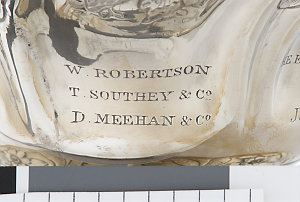 W. ROBERTSON
T. SOUTHEY & Co
D. MEEHAN & Co